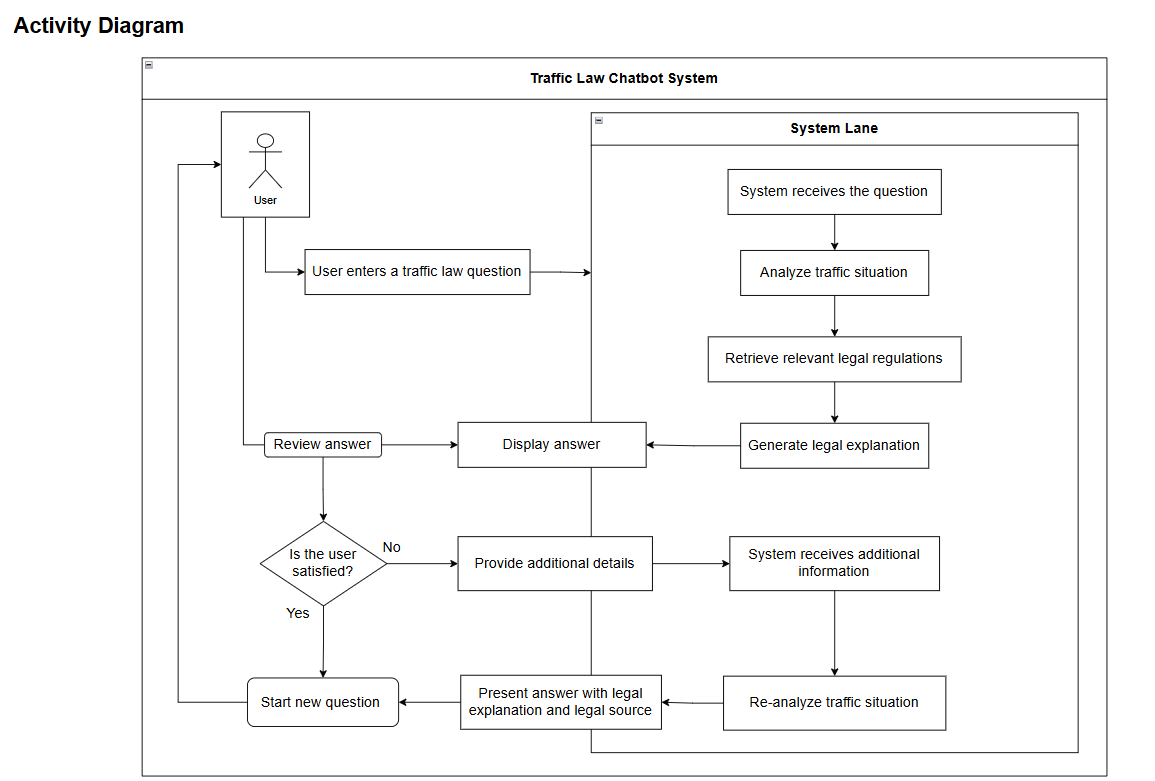 Activity Diagram
Traffic Law Chatbot System
System Lane
User
System receives the question
User enters a traffic law question
Analyze traffic situation
Retrieve relevant legal regulations
Review answer
Display answer
Generate legal explanation
Is the user
satisfied?
No
Yes
Provide additional details
System receives additional
information
Start new question
Present answer with legal
explanation and legal source
Re-analyze traffic situation